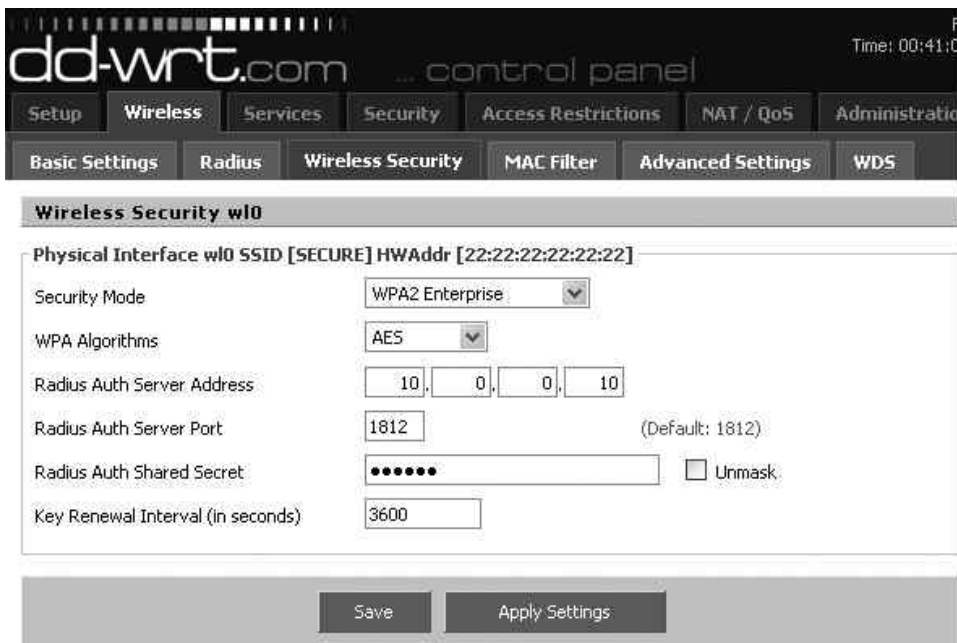 dd-wrt.com ... control panel
Time: 00:41:0
Setup Wireless Services Security Access Restrictions NAT / QoS Administratio
Basic Settings Radius Wireless Security MAC Filter Advanced Settings WDS
Wireless Security wl0
Physical Interface wl0 SSID [SECURE] HWAddr [22:22:22:22:22:22]
Security Mode WPA2 Enterprise
WPA Algorithms AES
Radius Auth Server Address 10. 0. 0. 10
Radius Auth Server Port 1812 (Default: 1812)
Radius Auth Shared Secret •••••• Unmask
Key Renewal Interval (in seconds) 3600
Save Apply Settings